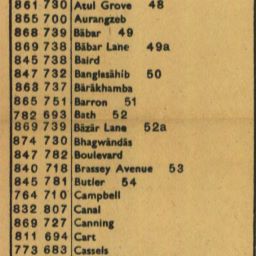 861 730 Atul Grove 48
855 700 Aurangzeb
868 739 Bābar 49
869 738 Bābar Lane 49a
845 738 Baird
847 732 Banglasāhib 50
863 737 Bārākhamba
865 751 Barron 51
782 693 Bath 52
869 739 Bāzār Lane 52a
874 730 Bhagwāndās
847 782 Boulevard
840 718 Brassey Avenue 53
845 781 Butler 54
764 710 Campbell
832 807 Canal
869 727 Canning
811 694 Cart
773 683 Cassels